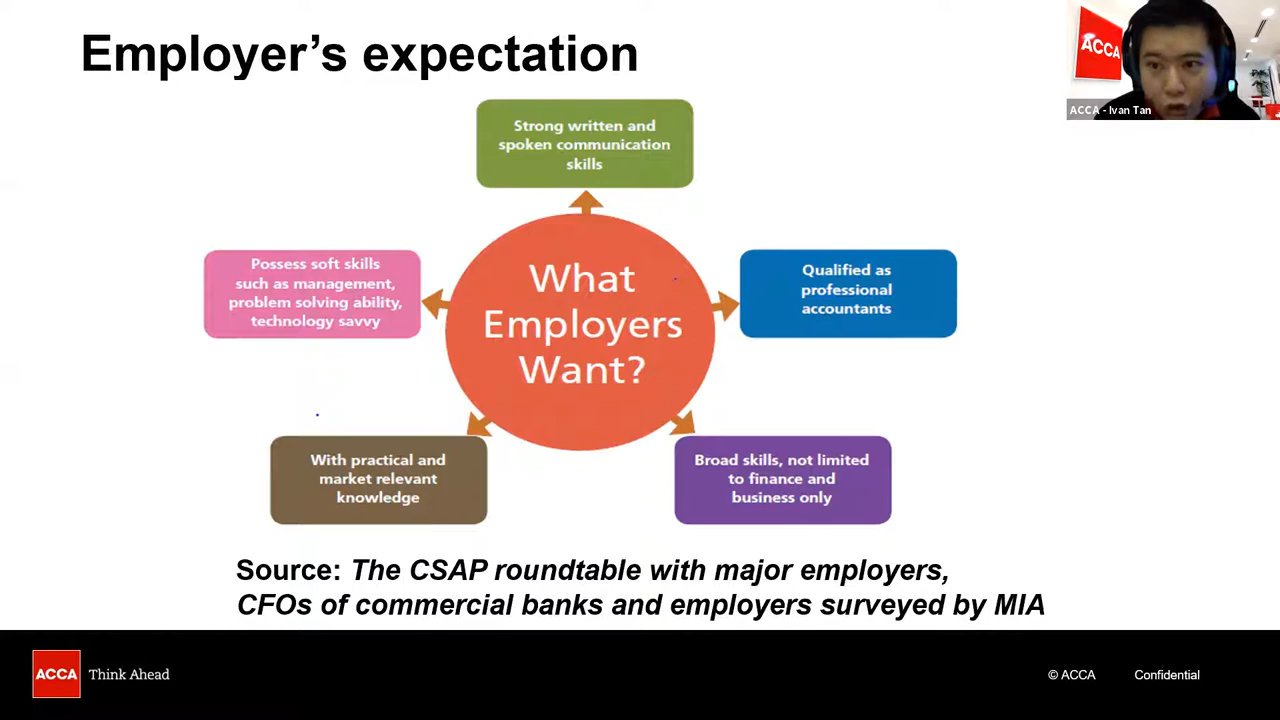 Employer’s expectation
ACCA
ACCA - Ivan Tan
Strong written and
spoken communication
skills
Possess soft skills
such as management,
problem solving ability,
technology savvy
What
Employers
Want?
Qualified as
professional
accountants
With practical and
market relevant
knowledge
Broad skills, not limited
to finance and
business only
Source: The CSAP roundtable with major employers,
CFOs of commercial banks and employers surveyed by MIA
ACCA Think Ahead
© ACCA Confidential